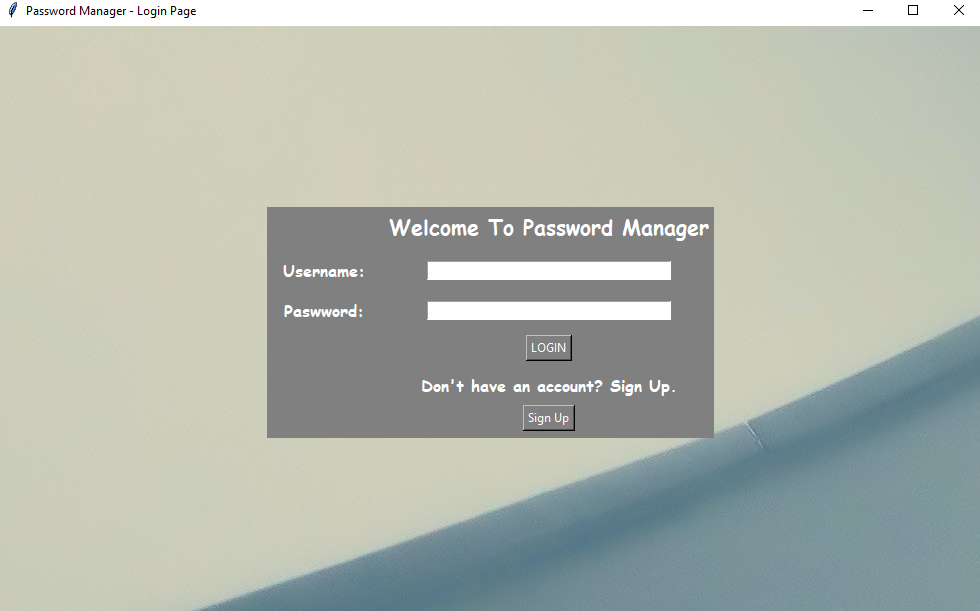 Password Manager - Login Page
Welcome To Password Manager
Username:
Paswword:
LOGIN
Don't have an account? Sign Up.
Sign Up